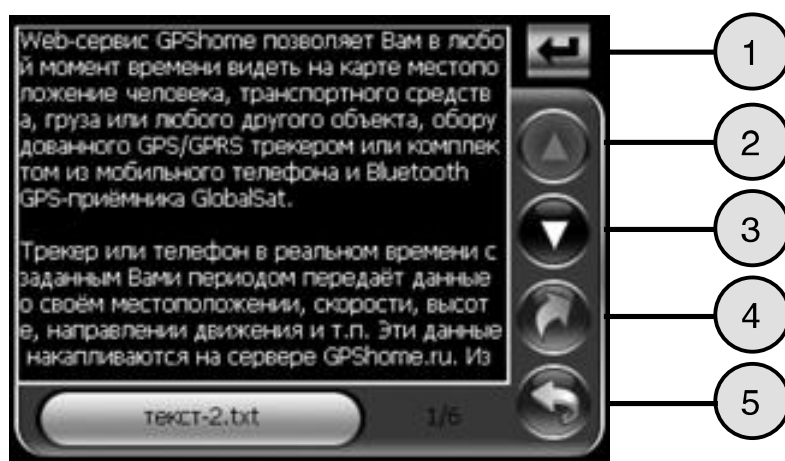 Web-сервис GPShome позволяет Вам в любо
й момент времени видеть на карте местопо
ложение человека, транспортного средств
а, груза или любого другого объекта, обору
дованного GPS/GPRS трекером или комплек
том из мобильного телефона и Bluetooth
GPS-приёмника GlobalSat.
Трекер или телефон в реальном времени с
заданным Вами периодом передаёт данные
о своём местоположении, скорости, высот
е, направлении движения и т.п. Эти данные
накапливаются на сервере GPShome.ru. Из
текст-2.txt
1/6
1
2
3
4
5